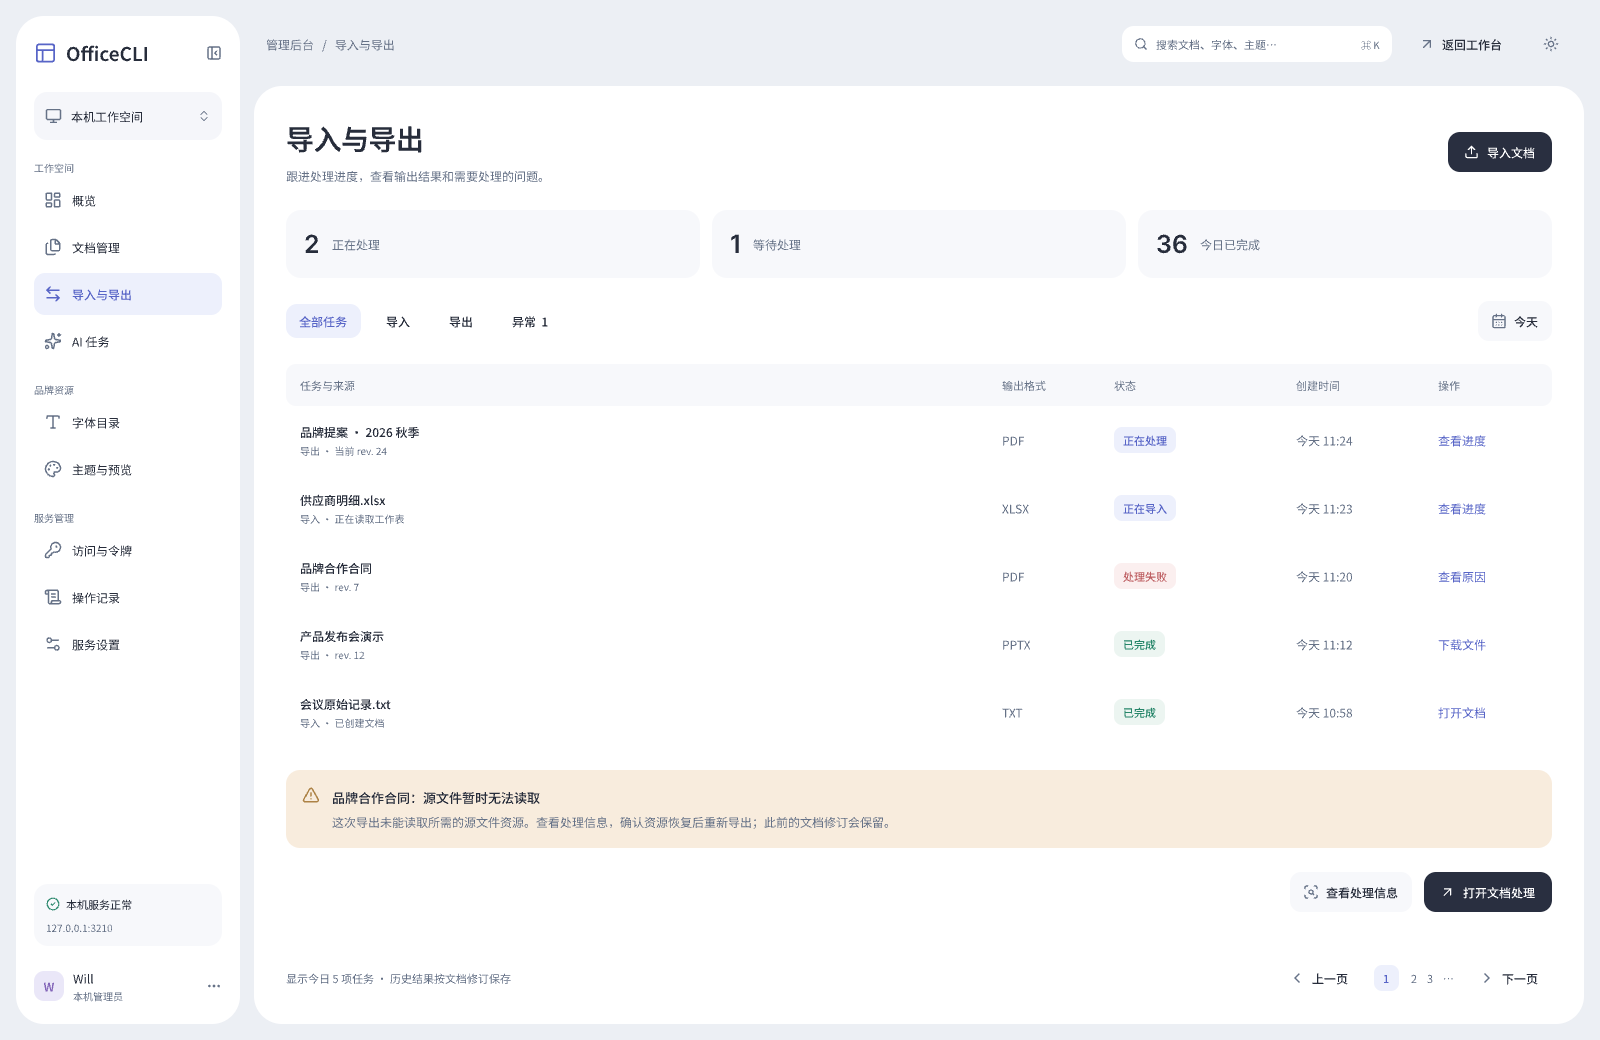 OfficeCLI
本机工作空间
工作空间
概览
文档管理
导入与导出
AI 任务
品牌资源
字体目录
主题与预览
服务管理
访问与令牌
操作记录
服务设置
本机服务正常
127.0.0.1:3210
W
Will
本机管理员
管理后台 / 导入与导出
搜索文档、字体、主题… ⌘K
返回工作台
导入与导出
跟进处理进度，查看输出结果和需要处理的问题。
导入文档
2 正在处理
1 等待处理
36 今日已完成
全部任务 导入 导出 异常 1
今天
任务与来源 输出格式 状态 创建时间 操作
品牌提案 · 2026 秋季
导出 · 当前 rev. 24
PDF 正在处理 今天 11:24 查看进度
供应商明细.xlsx
导入 · 正在读取工作表
XLSX 正在导入 今天 11:23 查看进度
品牌合作合同
导出 · rev. 7
PDF 处理失败 今天 11:20 查看原因
产品发布会演示
导出 · rev. 12
PPTX 已完成 今天 11:12 下载文件
会议原始记录.txt
导入 · 已创建文档
TXT 已完成 今天 10:58 打开文档
品牌合作合同：源文件暂时无法读取
这次导出未能读取所需的源文件资源。查看处理信息，确认资源恢复后重新导出；此前的文档修订会保留。
查看处理信息
打开文档处理
显示今日 5 项任务 · 历史结果按文档修订保存
上一页 1 2 3 … 下一页